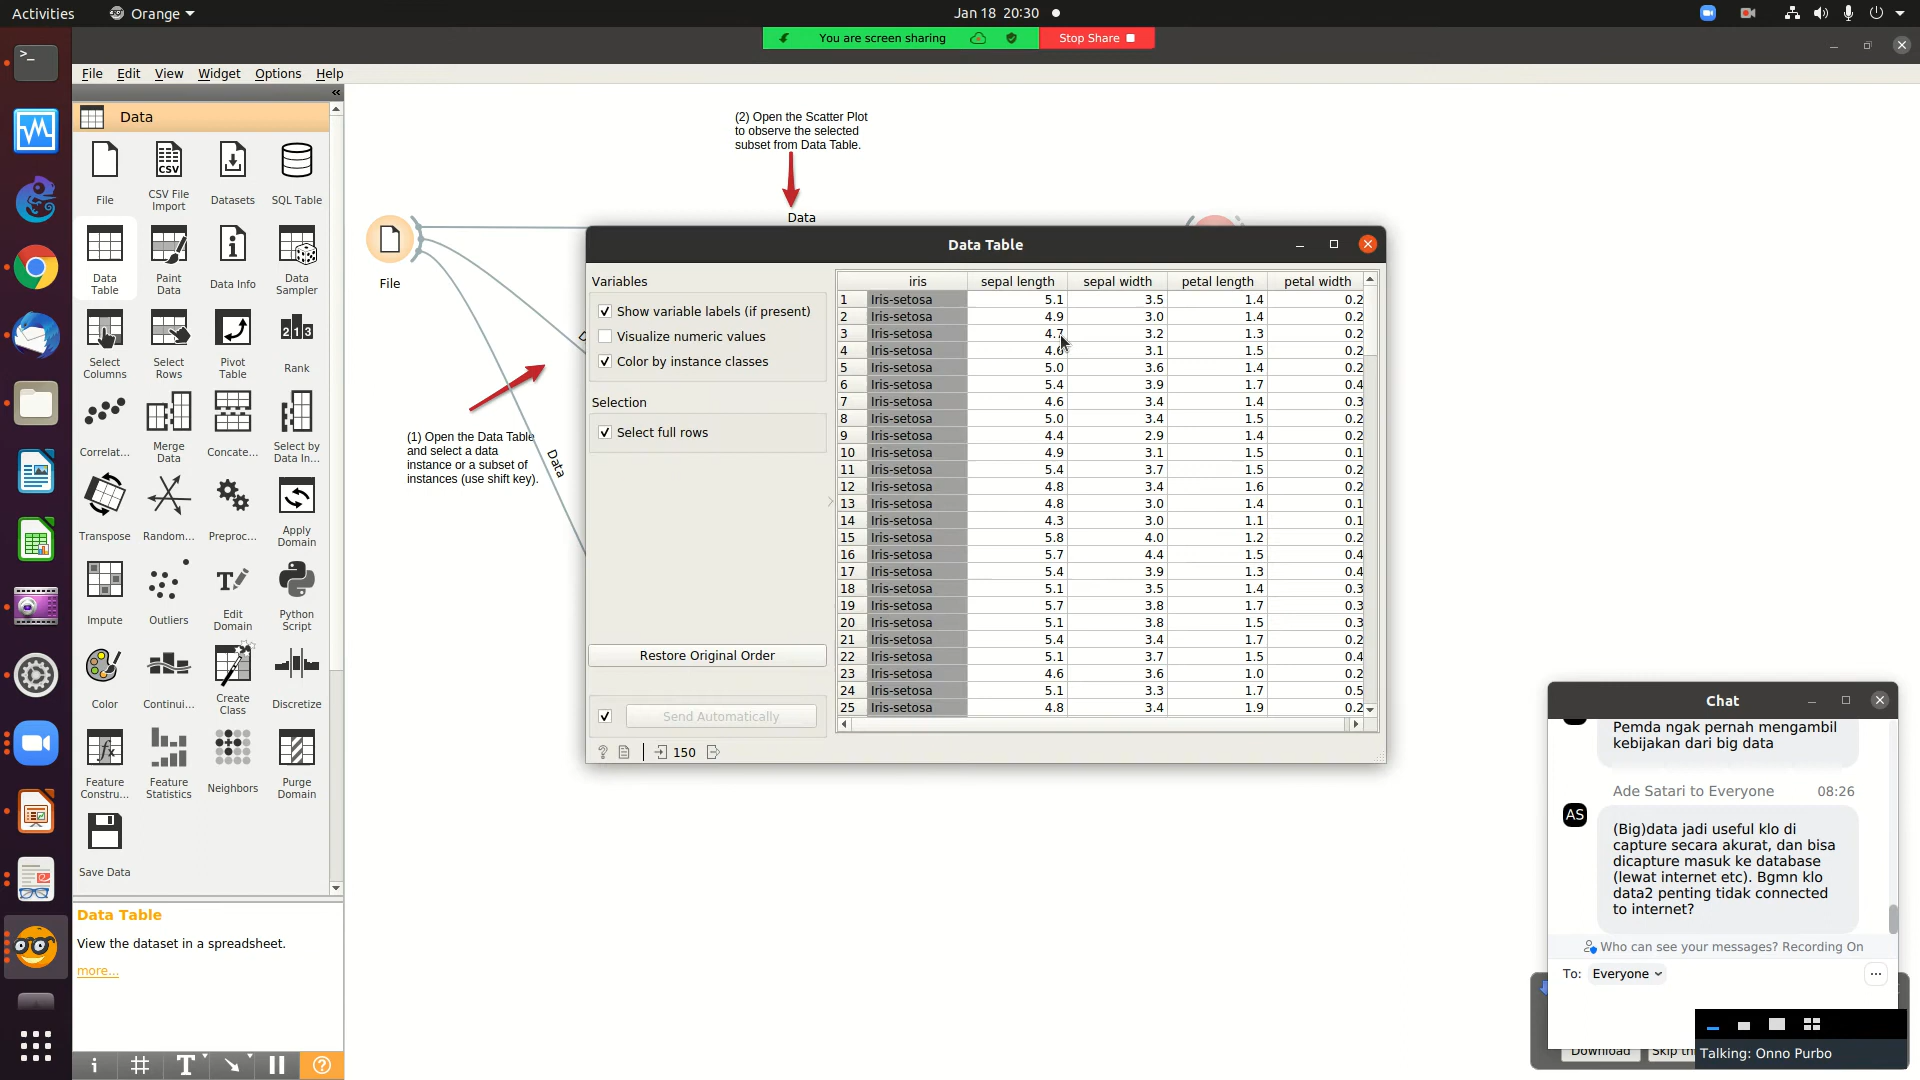 Activities
Orange
Jan 18 20:30
You are screen sharing
Stop Share
File Edit View Widget Options Help
Data
File
CSV File Import
Datasets
SQL Table
Data Table
Paint Data
Data Info
Data Sampler
Select Columns
Select Rows
Pivot Table
Rank
Correlat...
Merge Data
Concate...
Select by Data In...
Transpose
Random...
Preproc...
Apply Domain
Impute
Outliers
Edit Domain
Python Script
Color
Continui...
Create Class
Discretize
Feature Constru...
Feature Statistics
Neighbors
Purge Domain
Save Data
Data Table
View the dataset in a spreadsheet.
more...
(2) Open the Scatter Plot
to observe the selected
subset from Data Table.
Data
File
(1) Open the Data Table
and select a data
instance or a subset of
instances (use shift key).
Data
Data Table
Variables
Show variable labels (if present)
Visualize numeric values
Color by instance classes
Selection
Select full rows
Restore Original Order
Send Automatically
150
iris sepal length sepal width petal length petal width
1 Iris-setosa 5.1 3.5 1.4 0.2
2 Iris-setosa 4.9 3.0 1.4 0.2
3 Iris-setosa 4.7 3.2 1.3 0.2
4 Iris-setosa 4.6 3.1 1.5 0.2
5 Iris-setosa 5.0 3.6 1.4 0.2
6 Iris-setosa 5.4 3.9 1.7 0.4
7 Iris-setosa 4.6 3.4 1.4 0.3
8 Iris-setosa 5.0 3.4 1.5 0.2
9 Iris-setosa 4.4 2.9 1.4 0.2
10 Iris-setosa 4.9 3.1 1.5 0.1
11 Iris-setosa 5.4 3.7 1.5 0.2
12 Iris-setosa 4.8 3.4 1.6 0.2
13 Iris-setosa 4.8 3.0 1.4 0.1
14 Iris-setosa 4.3 3.0 1.1 0.1
15 Iris-setosa 5.8 4.0 1.2 0.2
16 Iris-setosa 5.7 4.4 1.5 0.4
17 Iris-setosa 5.4 3.9 1.3 0.4
18 Iris-setosa 5.1 3.5 1.4 0.3
19 Iris-setosa 5.7 3.8 1.7 0.3
20 Iris-setosa 5.1 3.8 1.5 0.3
21 Iris-setosa 5.4 3.4 1.7 0.2
22 Iris-setosa 5.1 3.7 1.5 0.4
23 Iris-setosa 4.6 3.6 1.0 0.2
24 Iris-setosa 5.1 3.3 1.7 0.5
25 Iris-setosa 4.8 3.4 1.9 0.2
Chat
Pemda ngak pernah mengambil
kebijakan dari big data
Ade Satari to Everyone 08:26
AS
(Big)data jadi useful klo di
capture secara akurat, dan bisa
dicapture masuk ke database
(lewat internet etc). Bgmn klo
data2 penting tidak connected
to internet?
Who can see your messages? Recording On
To: Everyone
Download
Skip
Talking: Onno Purbo